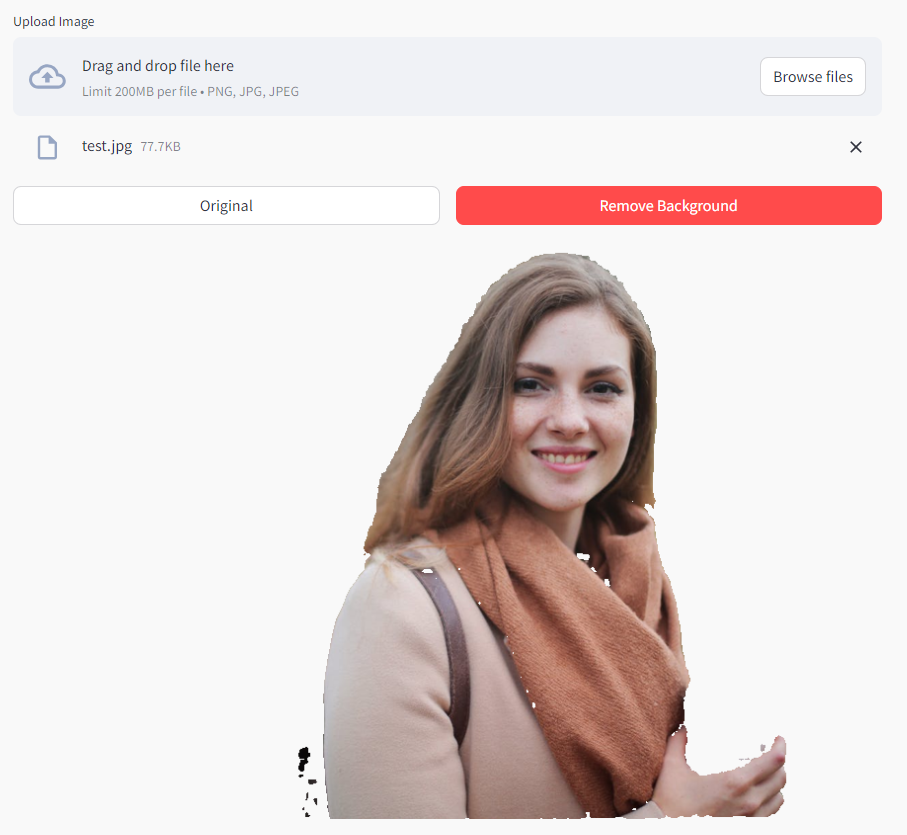 Upload Image
Drag and drop file here
Limit 200MB per file • PNG, JPG, JPEG
Browse files
test.jpg 77.7KB
Original
Remove Background